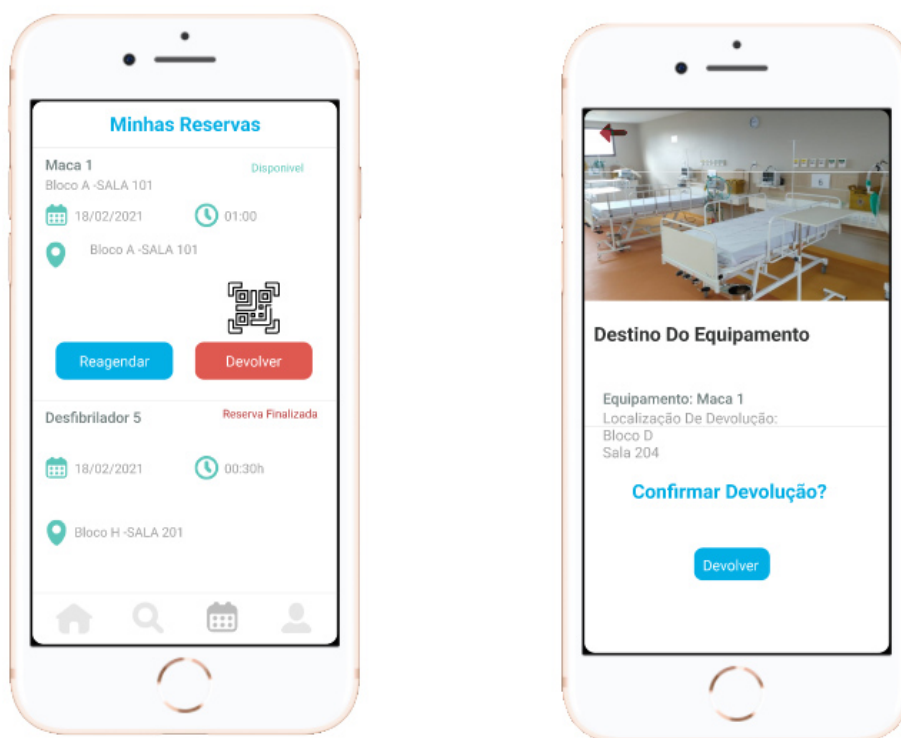 Minhas Reservas
Maca 1 Disponivel
Bloco A -SALA 101
18/02/2021 01:00
Bloco A -SALA 101
Reagendar Devolver
Desfibrilador 5 Reserva Finalizada
18/02/2021 00:30h
Bloco H -SALA 201
Destino Do Equipamento
Equipamento: Maca 1
Localização De Devolução:
Bloco D
Sala 204
Confirmar Devolução?
Devolver